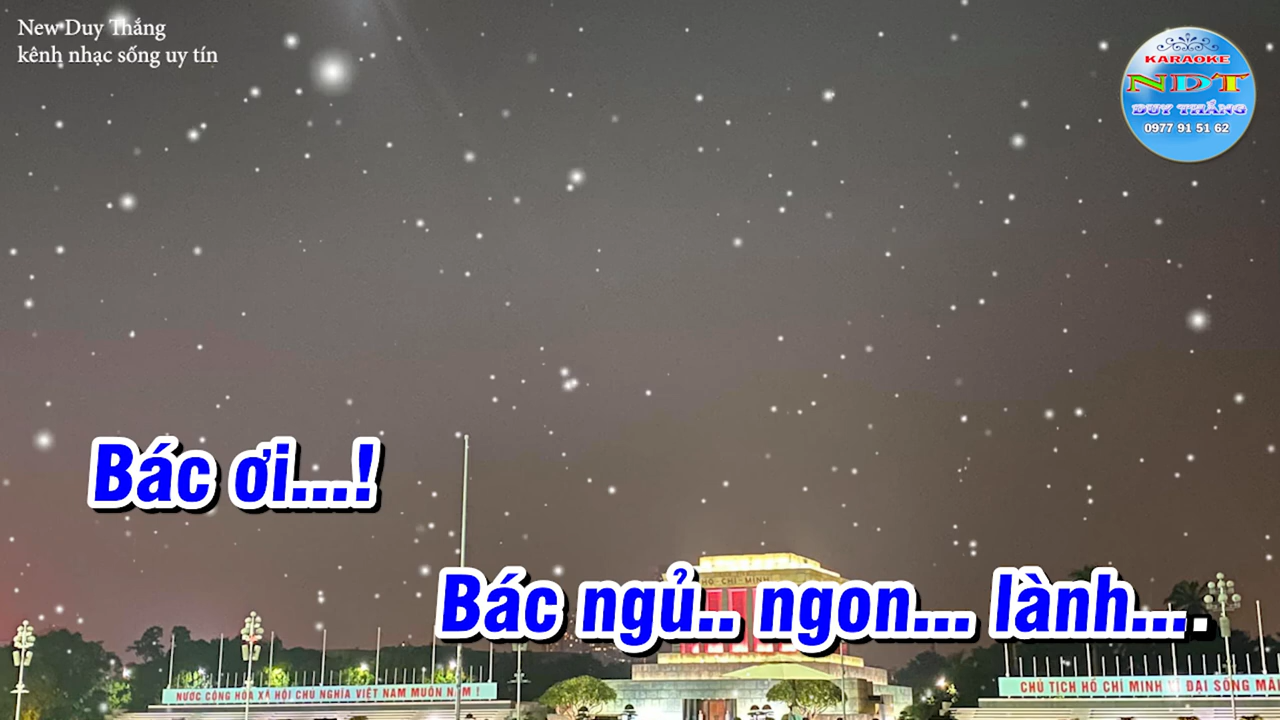 New Duy Thắng
kênh nhạc sống uy tín
KARAOKE
NDT
DUY THẮNG
0977 91 51 62
Bác ơi...!
HỒ CHÍ MINH
Bác ngủ.. ngon... lành....
NƯỚC CỘNG HÒA XÃ HỘI CHỦ NGHĨA VIỆT NAM MUÔN NĂM !
CHỦ TỊCH HỒ CHÍ MINH VĨ ĐẠI SỐNG MÃI